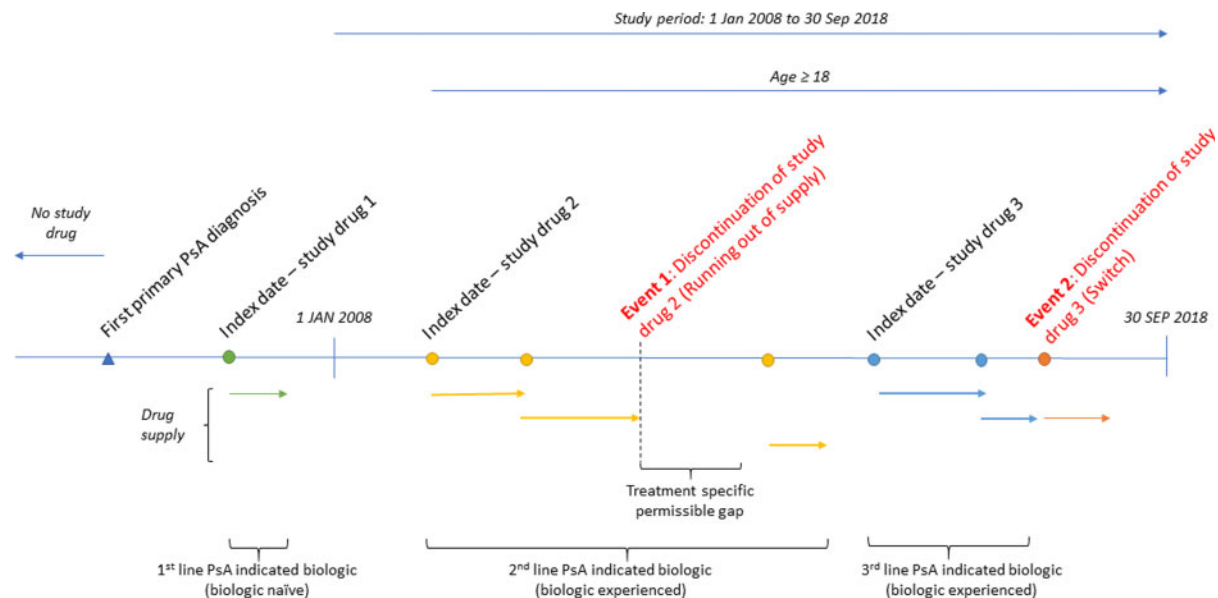 Study period: 1 Jan 2008 to 30 Sep 2018
Age ≥ 18
No study
drug
First primary PsA diagnosis
Index date – study drug 1
1 JAN 2008
Index date – study drug 2
Event 1: Discontinuation of study
drug 2 (Running out of supply)
Index date – study drug 3
Event 2: Discontinuation of study
drug 3 (Switch)
30 SEP 2018
Drug
supply
Treatment specific
permissible gap
1st line PsA indicated biologic
(biologic naïve)
2nd line PsA indicated biologic
(biologic experienced)
3rd line PsA indicated biologic
(biologic experienced)